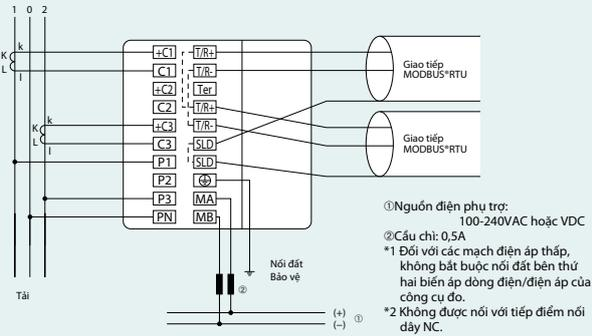 1 0 2
K k
L l
K k
L l
+C1 T/R+
C1 T/R-
+C2 Ter
C2 T/R+
+C3 T/R-
C3 SLD
P1 SLD
P2
P3 MA
PN MB
Giao tiếp
MODBUS*RTU
Giao tiếp
MODBUS*RTU
Nối đất
Bảo vệ
②
Tải
(+) ①
(−)
①Nguồn điện phụ trợ:
100-240VAC hoặc VDC
②Cầu chì: 0,5A
*1 Đối với các mạch điện áp thấp,
không bắt buộc nối đất bên thứ
hai biến áp dòng điện/điện áp của
công cụ đo.
*2 Không được nối với tiếp điểm nối
dây NC.